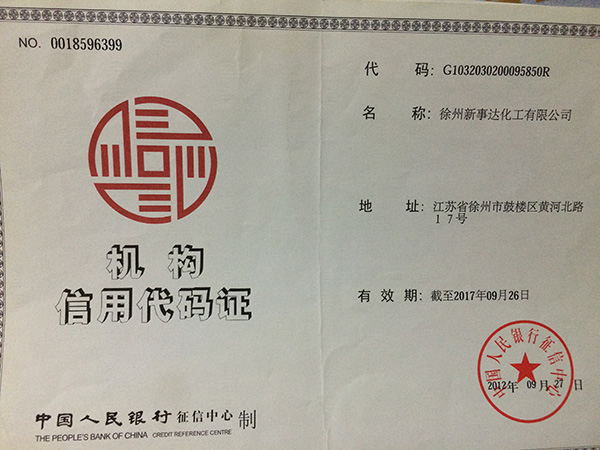 NO. 0018596399
机构
信用代码证
中国人民银行 征信中心 制
THE PEOPLE'S BANK OF CHINA CREDIT REFERENCE CENTRE
代 码: G1032030200095850R
名 称: 徐州新事达化工有限公司
地 址: 江苏省徐州市鼓楼区黄河北路
17号
有效期: 截至2017年09月26日
中国人民银行征信中心
2012年 09月 27日